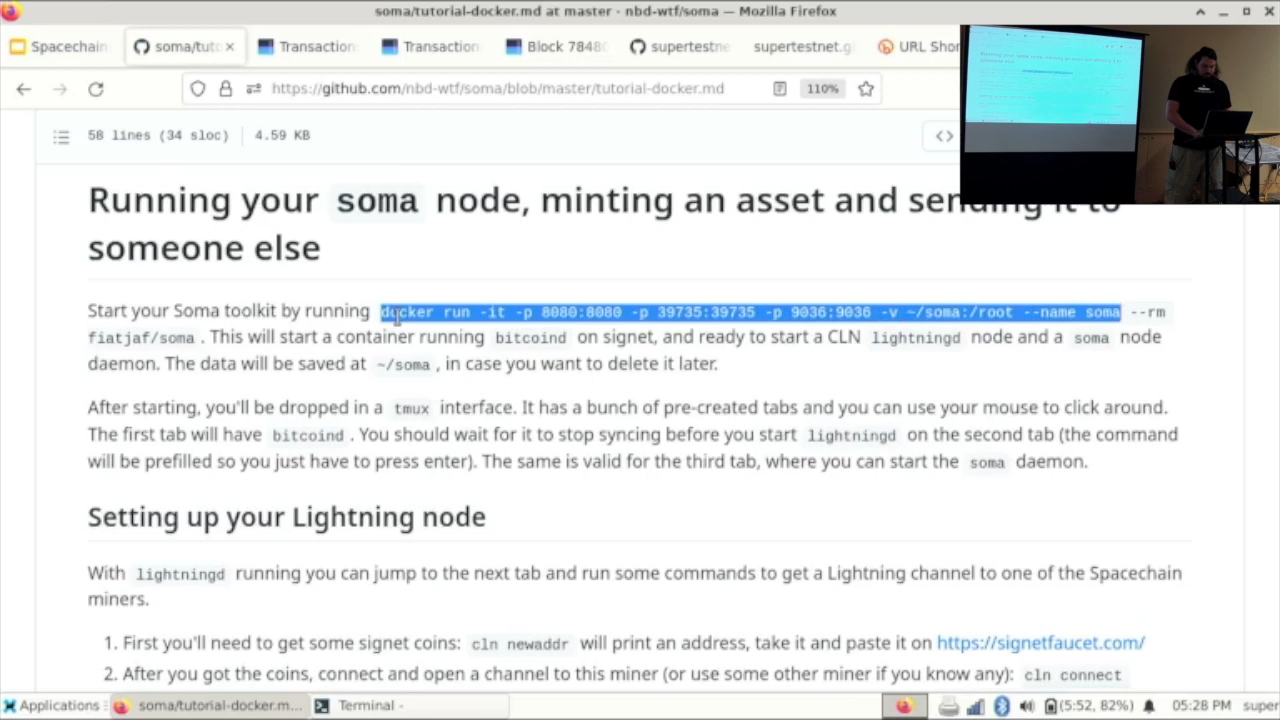 soma/tutorial-docker.md at master - nbd-wtf/soma — Mozilla Firefox
Spacechain
soma/tuto
Transaction
Transaction
Block 7848
supertestne
supertestnet.g
URL Shor
https://github.com/nbd-wtf/soma/blob/master/tutorial-docker.md
110%
58 lines (34 sloc)
4.59 KB
Running your soma node, minting an asset and sending it to
someone else
Start your Soma toolkit by running docker run -it -p 8080:8080 -p 39735:39735 -p 9036:9036 -v ~/soma:/root --name soma --rm
fiatjaf/soma . This will start a container running bitcoind on signet, and ready to start a CLN lightningd node and a soma node
daemon. The data will be saved at ~/soma , in case you want to delete it later.
After starting, you'll be dropped in a tmux interface. It has a bunch of pre-created tabs and you can use your mouse to click around.
The first tab will have bitcoind . You should wait for it to stop syncing before you start lightningd on the second tab (the command
will be prefilled so you just have to press enter). The same is valid for the third tab, where you can start the soma daemon.
Setting up your Lightning node
With lightningd running you can jump to the next tab and run some commands to get a Lightning channel to one of the Spacechain
miners.
1. First you'll need to get some signet coins: cln newaddr will print an address, take it and paste it on https://signetfaucet.com/
2. After you got the coins, connect and open a channel to this miner (or use some other miner if you know any): cln connect
Applications
soma/tutorial-docker.m...
Terminal -
(5:52, 82%)
05:28 PM
super